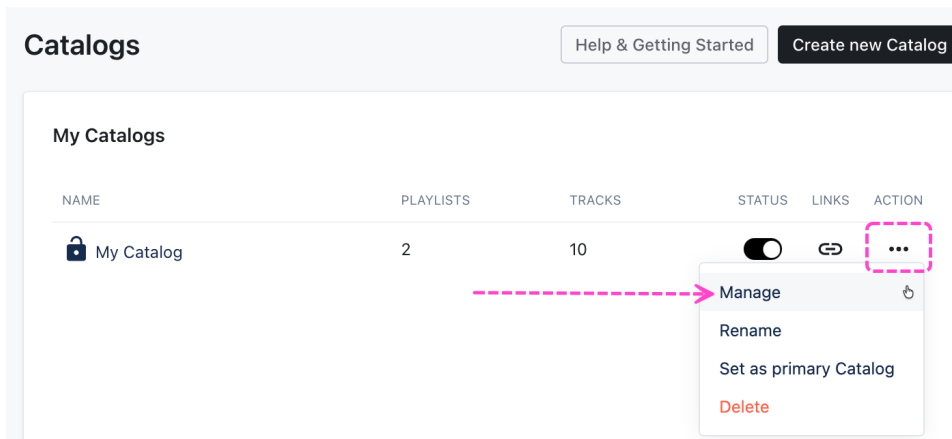 Catalogs
Help & Getting Started
Create new Catalog
My Catalogs
NAME PLAYLISTS TRACKS STATUS LINKS ACTION
My Catalog 2 10
Manage
Rename
Set as primary Catalog
Delete